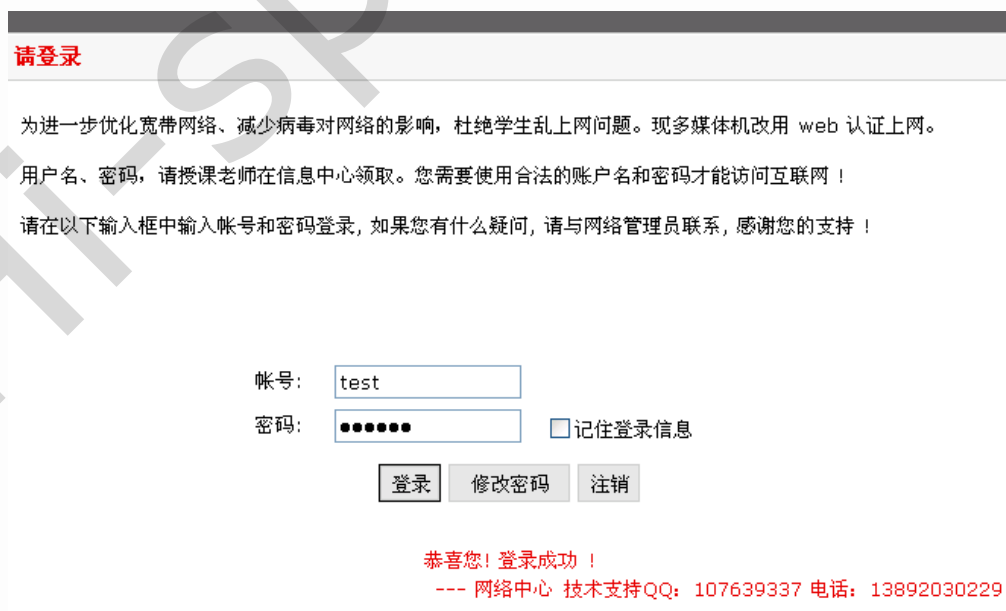 请登录
为进一步优化宽带网络、减少病毒对网络的影响，杜绝学生乱上网问题。现多媒体机改用 web 认证上网。
用户名、密码，请授课老师在信息中心领取。您需要使用合法的账户名和密码才能访问互联网！
请在以下输入框中输入帐号和密码登录, 如果您有什么疑问, 请与网络管理员联系, 感谢您的支持！
帐号: test
密码: ●●●●●● 记住登录信息
登录 修改密码 注销
恭喜您! 登录成功！
--- 网络中心 技术支持QQ: 107639337 电话: 13892030229